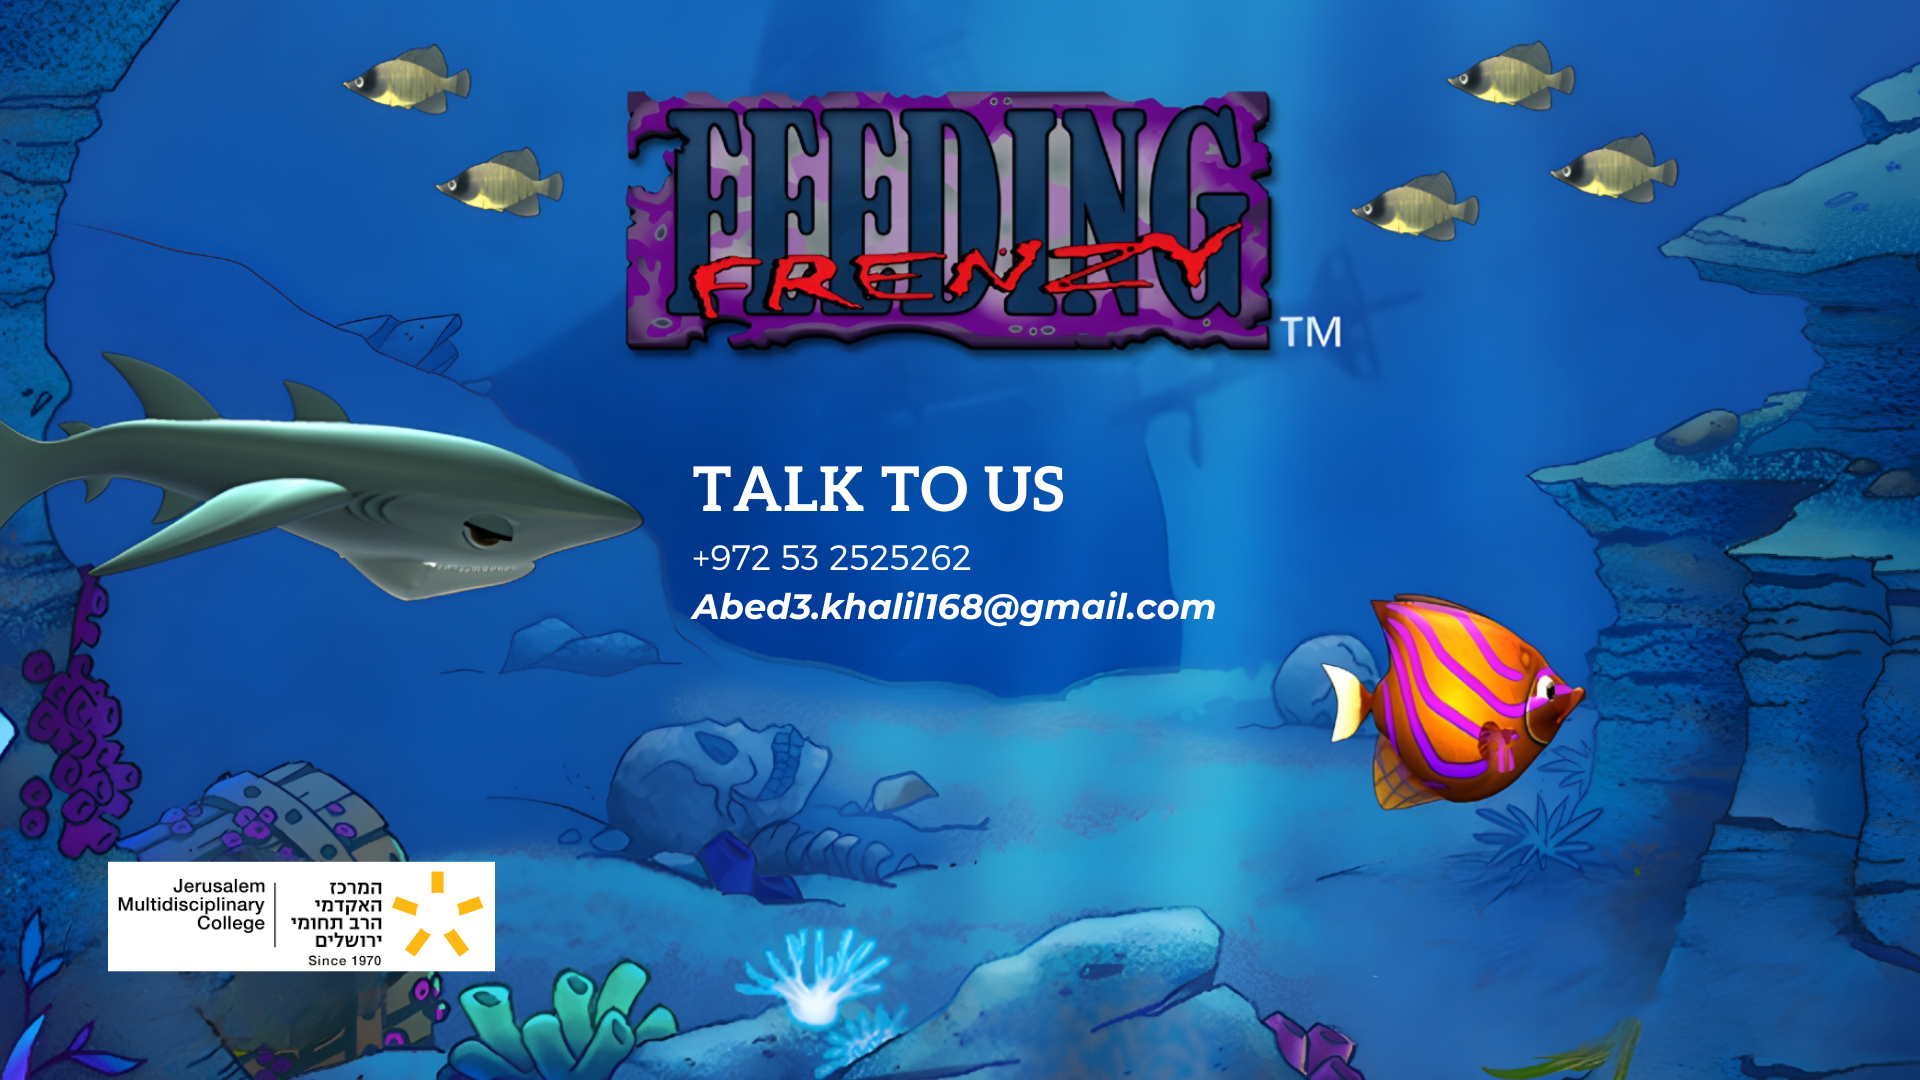 FEEDING
FRENZY
TM
TALK TO US
+972 53 2525262
Abed3.khalil168@gmail.com
Jerusalem
Multidisciplinary
College
המרכז
האקדמי
הרב תחומי
ירושלים
Since 1970